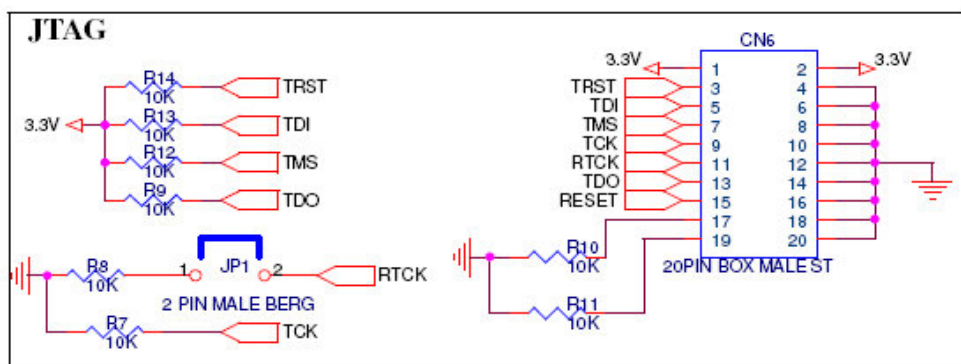 JTAG
R14
10K
TRST
R13
10K
TDI
3.3V
R12
10K
TMS
R9
10K
TDO
R8
10K
1
JP1
2
RTCK
2 PIN MALE BERG
R7
10K
TCK
CN6
3.3V
1
2
3.3V
TRST
3
4
TDI
5
6
TMS
7
8
TCK
9
10
RTCK
11
12
TDO
13
14
RESET
15
16
17
18
19
20
R10
10K
20PIN BOX MALE ST
R11
10K